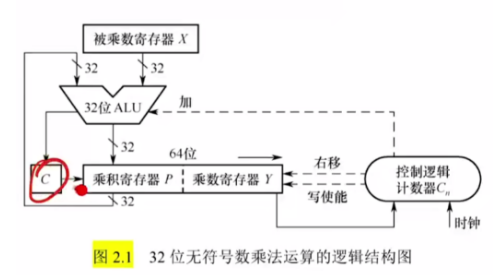 被乘数寄存器 X
32
32
32位 ALU
加
32
64位
C
乘积寄存器 P
乘数寄存器 Y
右移
写使能
控制逻辑
计数器Cn
32
时钟
图 2.1 32 位无符号数乘法运算的逻辑结构图